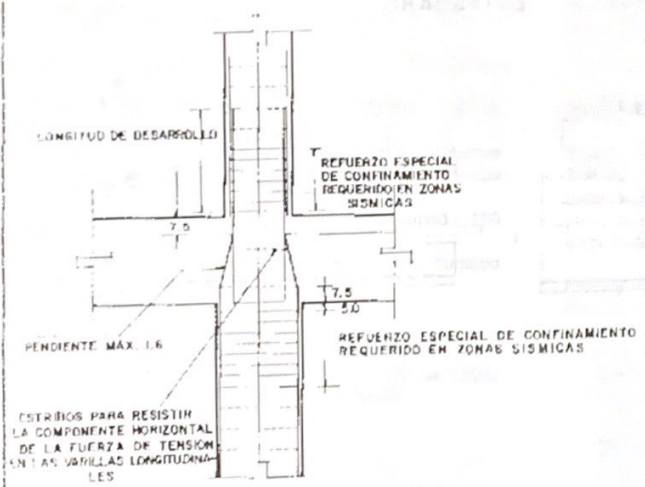 LONGITUD DE DESARROLLO
REFUERZO ESPECIAL
DE CONFINAMIENTO
REQUERIDO EN ZONAS
SISMICAS
7.5
7.5
5.0
PENDIENTE MÁX. 1.6
REFUENZO ESPECIAL DE CONFINAMIENTO
REQUERIDO EN ZONAS SISMICAS
ESTRIBOS PARA RESISTIR
LA COMPONENTE HORIZONTAL
DE LA FUERZA DE TENSION
EN LAS VARILLAS LONGITUDINA
LES